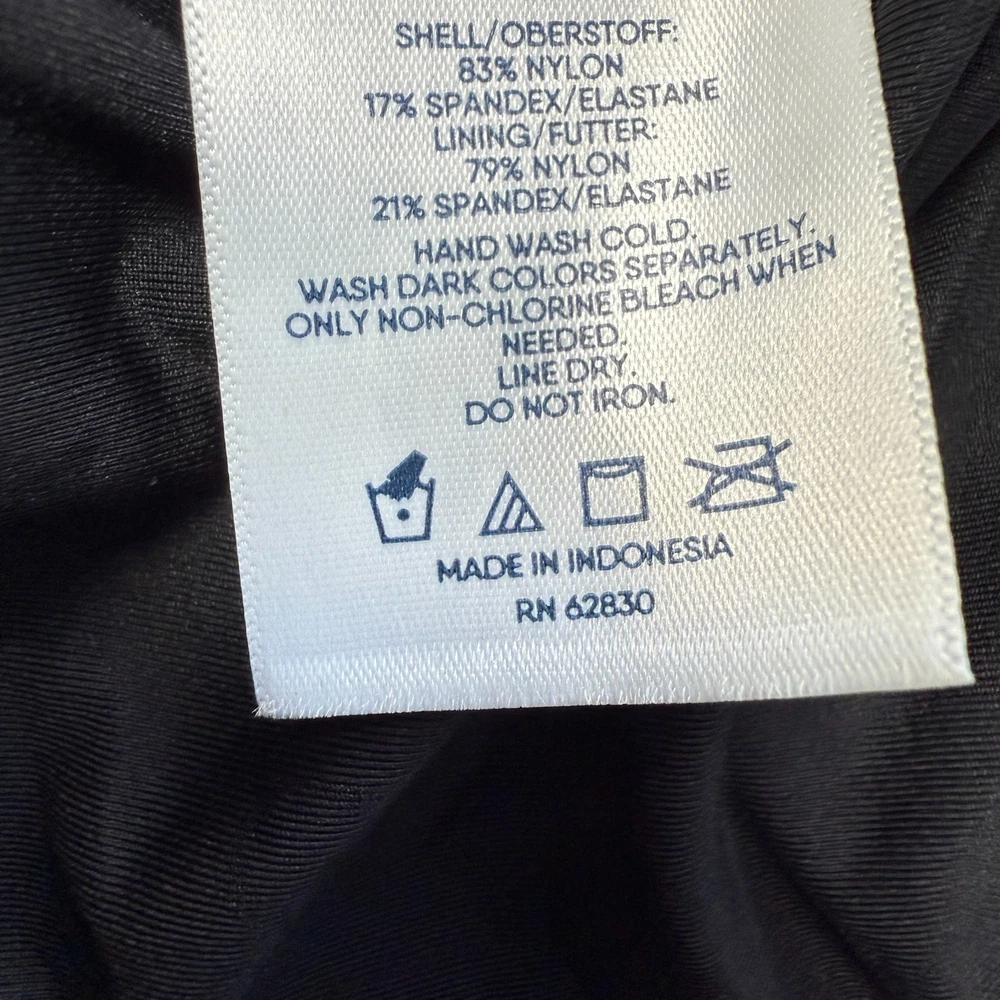 SHELL/OBERSTOFF:
83% NYLON
17% SPANDEX/ELASTANE
LINING/FUTTER:
79% NYLON
21% SPANDEX/ELASTANE
HAND WASH COLD.
WASH DARK COLORS SEPARATELY.
ONLY NON-CHLORINE BLEACH WHEN
NEEDED.
LINE DRY.
DO NOT IRON.
MADE IN INDONESIA
RN 62830